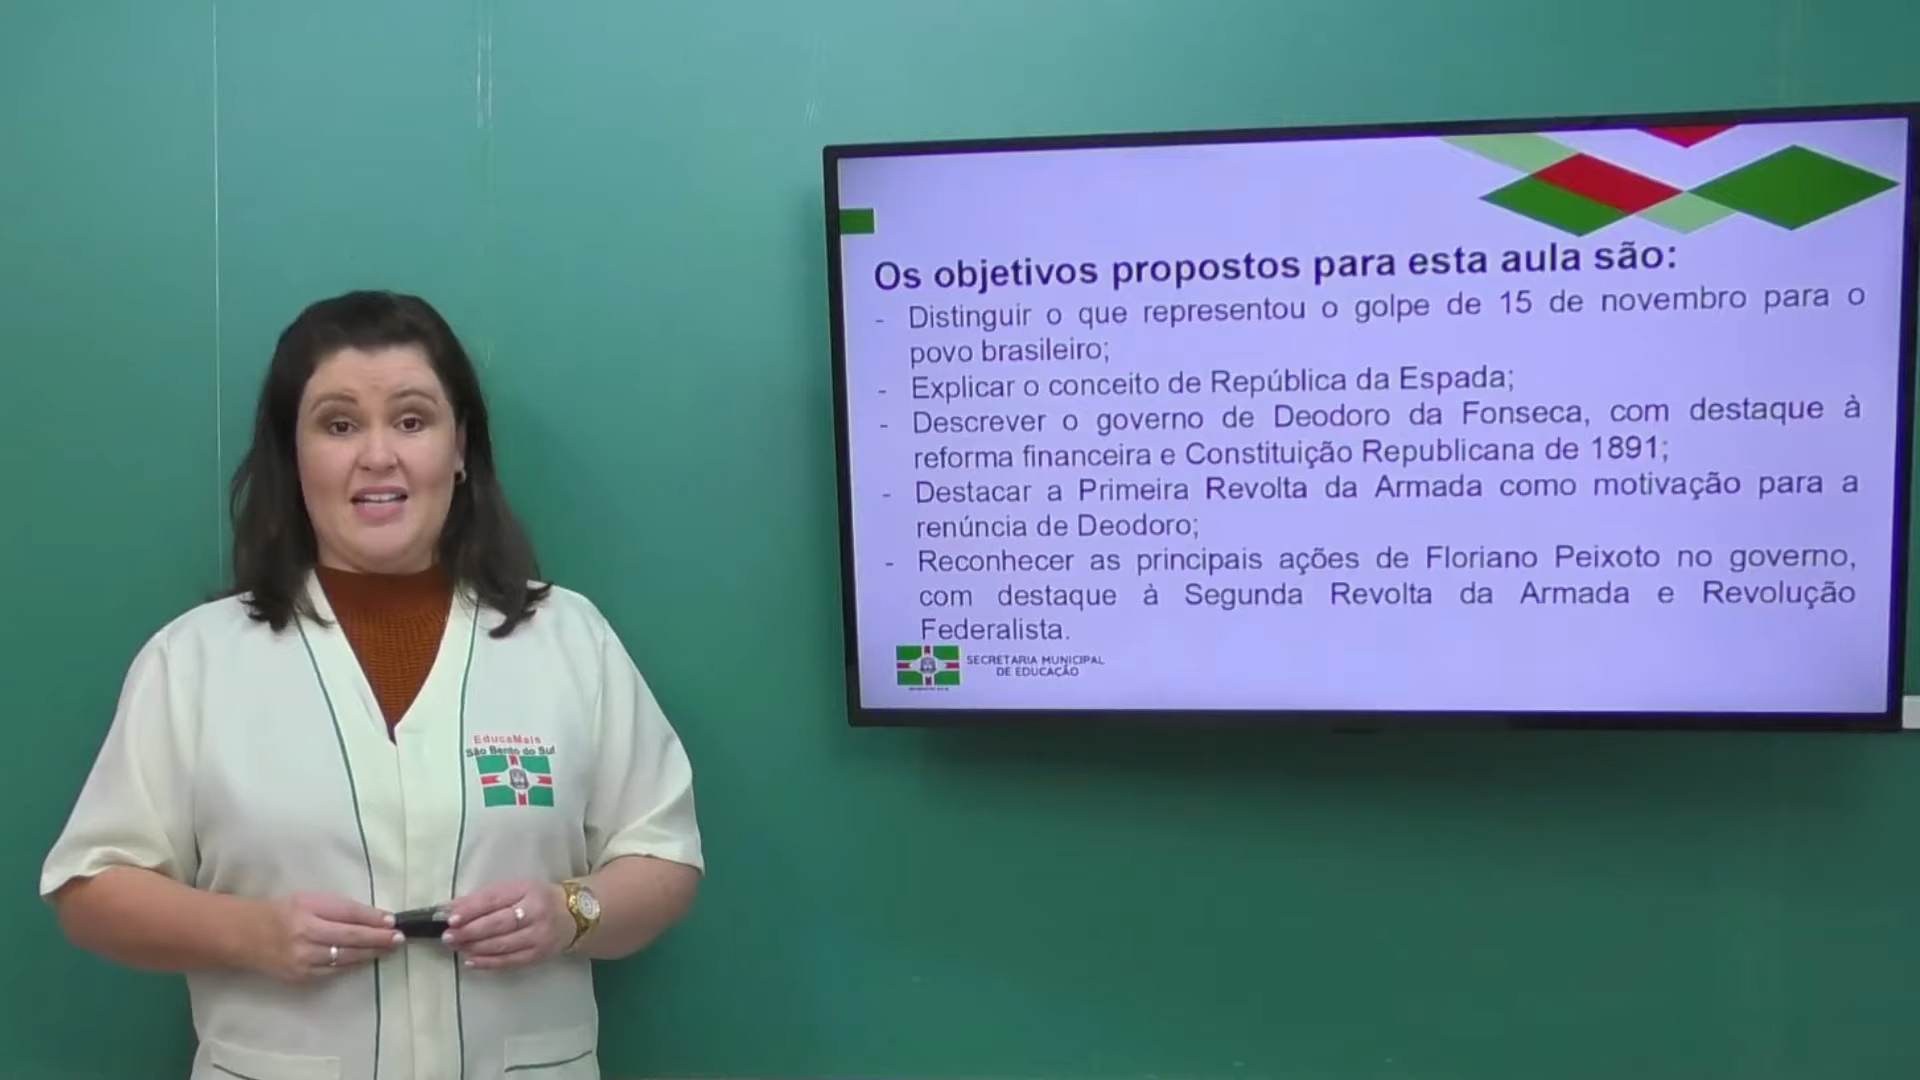 Os objetivos propostos para esta aula são:
- Distinguir o que representou o golpe de 15 de novembro para o
povo brasileiro;
- Explicar o conceito de República da Espada;
- Descrever o governo de Deodoro da Fonseca, com destaque à
reforma financeira e Constituição Republicana de 1891;
- Destacar a Primeira Revolta da Armada como motivação para a
renúncia de Deodoro;
- Reconhecer as principais ações de Floriano Peixoto no governo,
com destaque à Segunda Revolta da Armada e Revolução
Federalista.
SECRETARIA MUNICIPAL
DE EDUCAÇÃO
EducaMais
São Bento do Sul